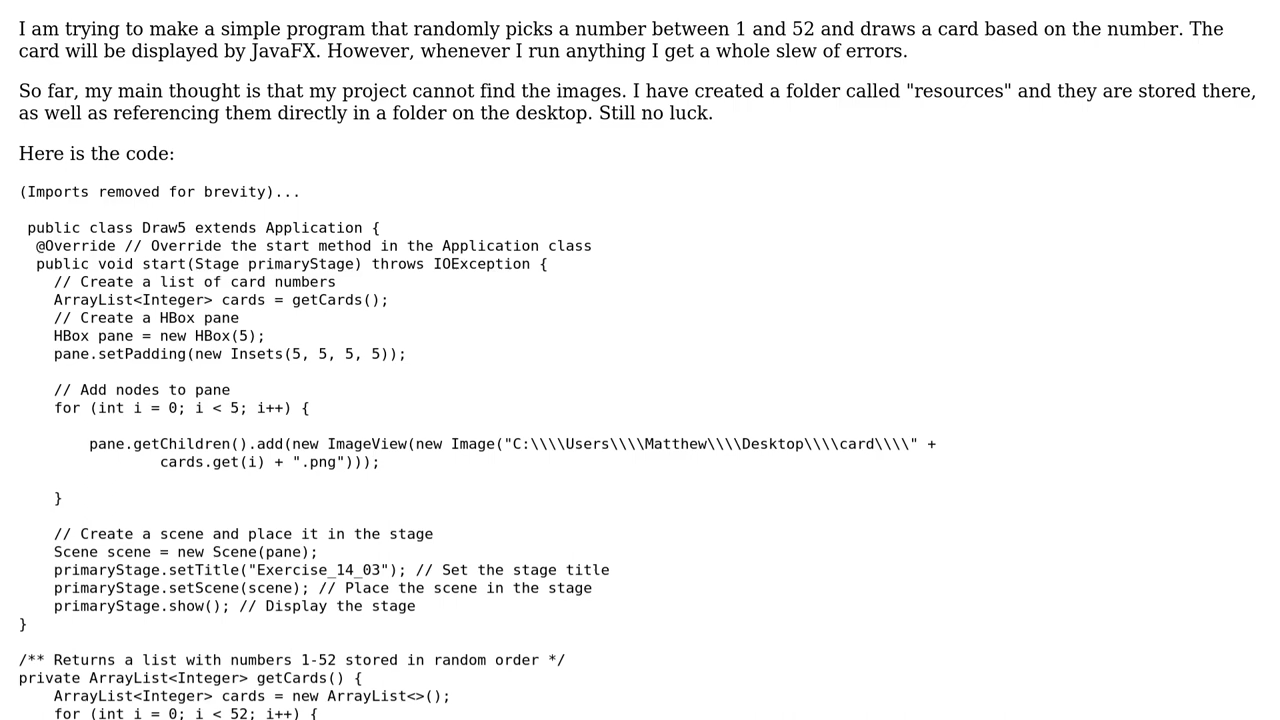 I am trying to make a simple program that randomly picks a number between 1 and 52 and draws a card based on the number. The
card will be displayed by JavaFX. However, whenever I run anything I get a whole slew of errors.
So far, my main thought is that my project cannot find the images. I have created a folder called "resources" and they are stored there,
as well as referencing them directly in a folder on the desktop. Still no luck.
Here is the code:
(Imports removed for brevity)...
public class Draw5 extends Application {
@Override // Override the start method in the Application class
public void start(Stage primaryStage) throws IOException {
// Create a list of card numbers
ArrayList<Integer> cards = getCards();
// Create a HBox pane
HBox pane = new HBox(5);
pane.setPadding(new Insets(5, 5, 5, 5));
// Add nodes to pane
for (int i = 0; i < 5; i++) {
pane.getChildren().add(new ImageView(new Image("C:\\\\Users\\\\Matthew\\\\Desktop\\\\card\\\\" +
cards.get(i) + ".png")));
}
// Create a scene and place it in the stage
Scene scene = new Scene(pane);
primaryStage.setTitle("Exercise_14_03"); // Set the stage title
primaryStage.setScene(scene); // Place the scene in the stage
primaryStage.show(); // Display the stage
}
/** Returns a list with numbers 1-52 stored in random order */
private ArrayList<Integer> getCards() {
ArrayList<Integer> cards = new ArrayList<>();
for (int i = 0; i < 52; i++) {